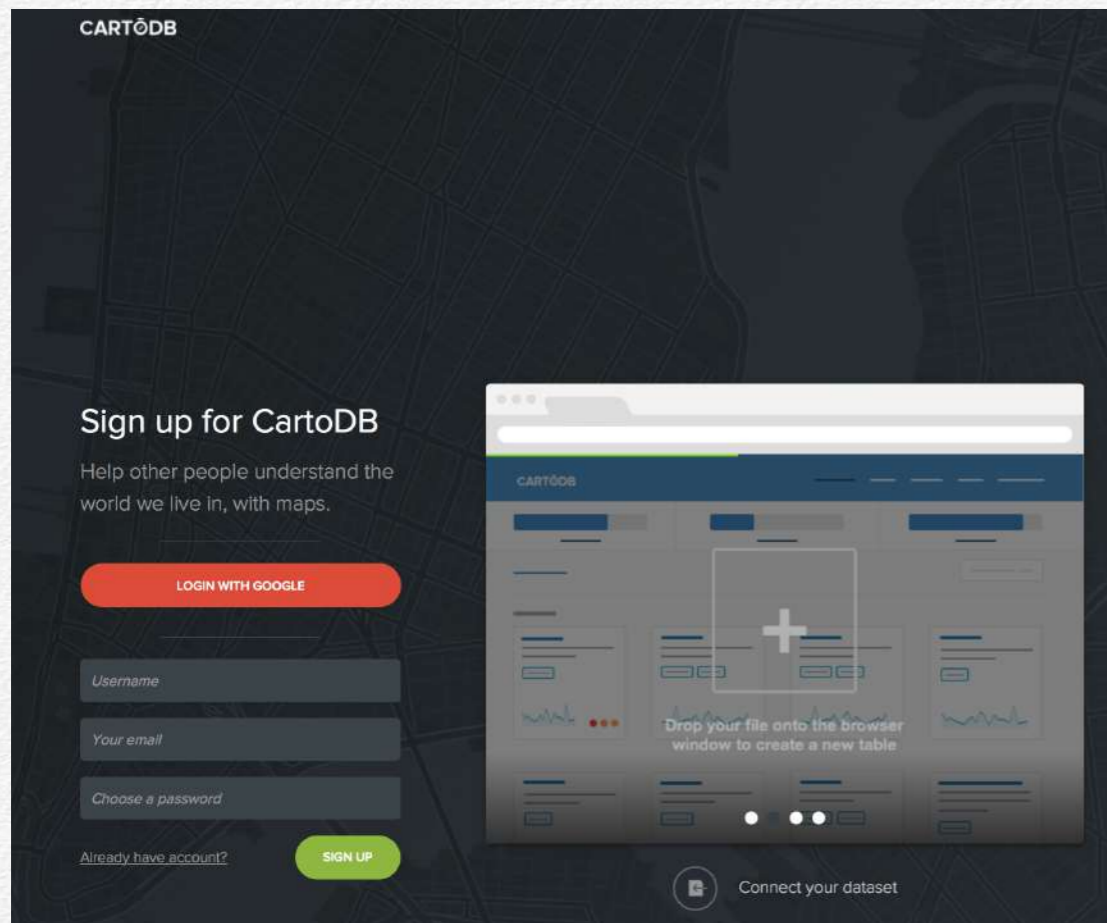 CARTŌDB
Sign up for CartoDB
Help other people understand the
world we live in, with maps.
LOGIN WITH GOOGLE
Username
Your email
Choose a password
Already have account?
SIGN UP
CARTŌDB
Drop your file onto the browser
window to create a new table
Connect your dataset